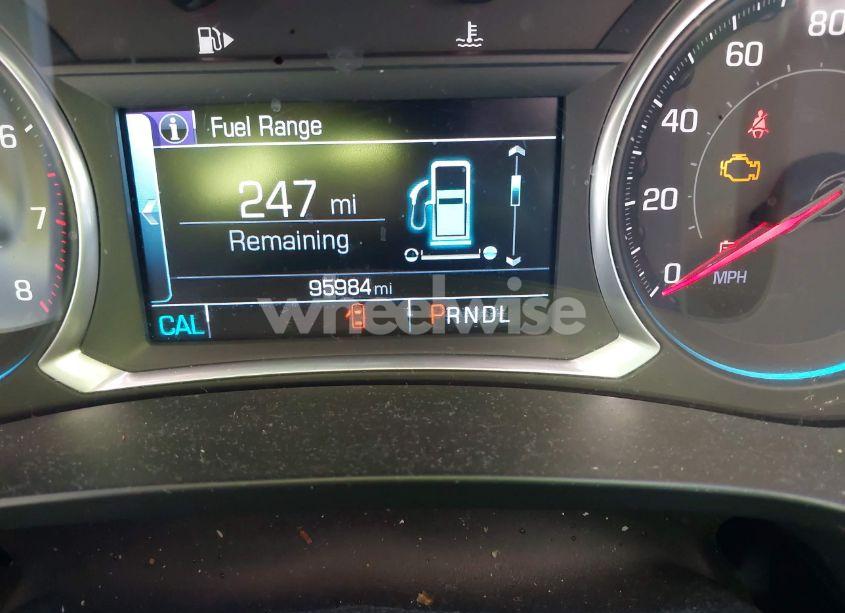 80
60
6
Fuel Range
40
247 mi
7
20
Remaining
8
95984 mi
0
MPH
wheelwise
CAL
PRNDL